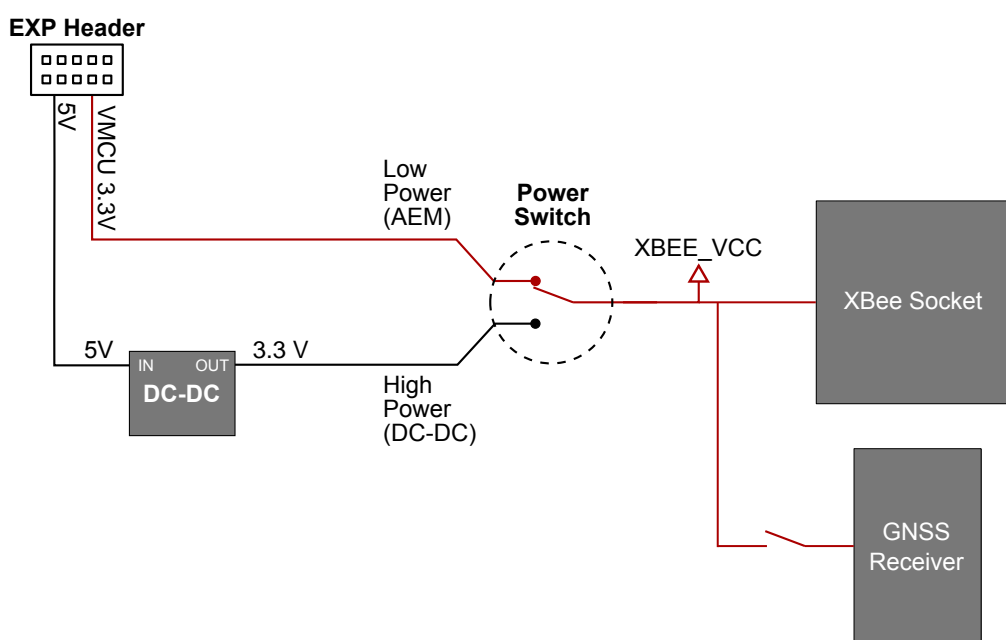 EXP Header
5V
VMCU 3.3V
Low
Power
(AEM)
Power
Switch
XBEE_VCC
XBee Socket
5V
3.3 V
IN
OUT
DC-DC
High
Power
(DC-DC)
GNSS
Receiver